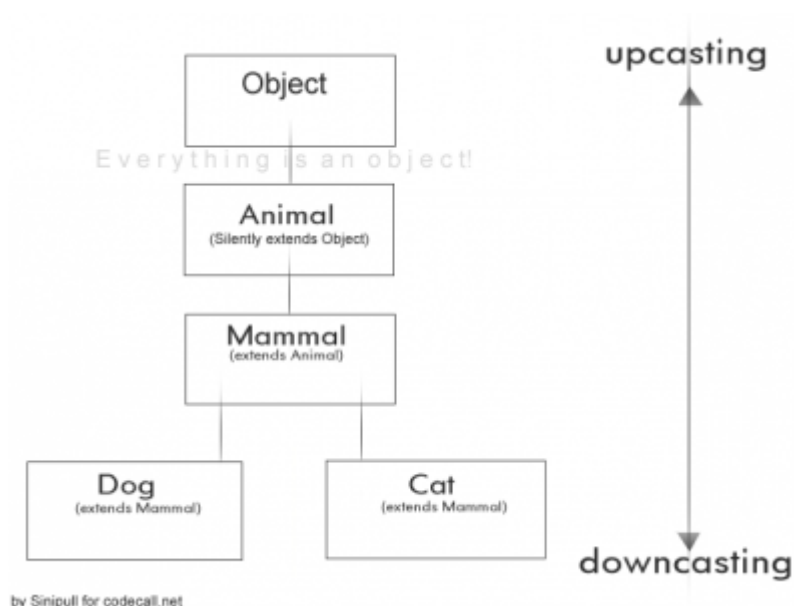 upcasting
Object
Everything is an object!
Animal
(Silently extends Object)
Mammal
(extends Animal)
Dog
(extends Mammal)
Cat
(extends Mammal)
downcasting
by Sinipull for codecall.net